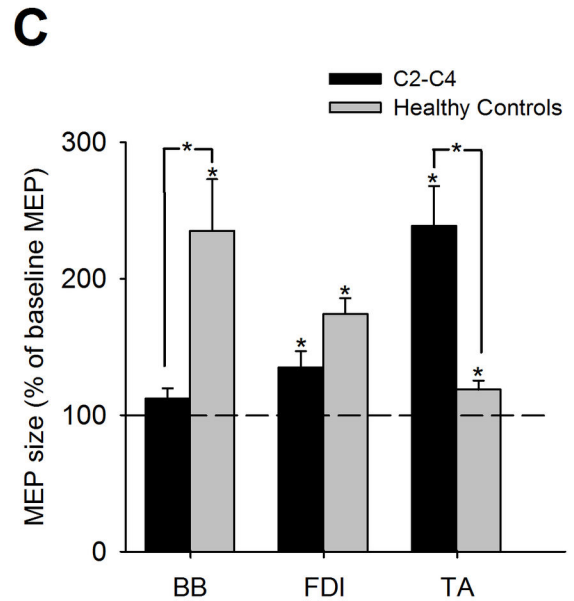 C
C2-C4
Healthy Controls
MEP size (% of baseline MEP)
300
200
100
0
* *
* *
* *
* *
BB FDI TA